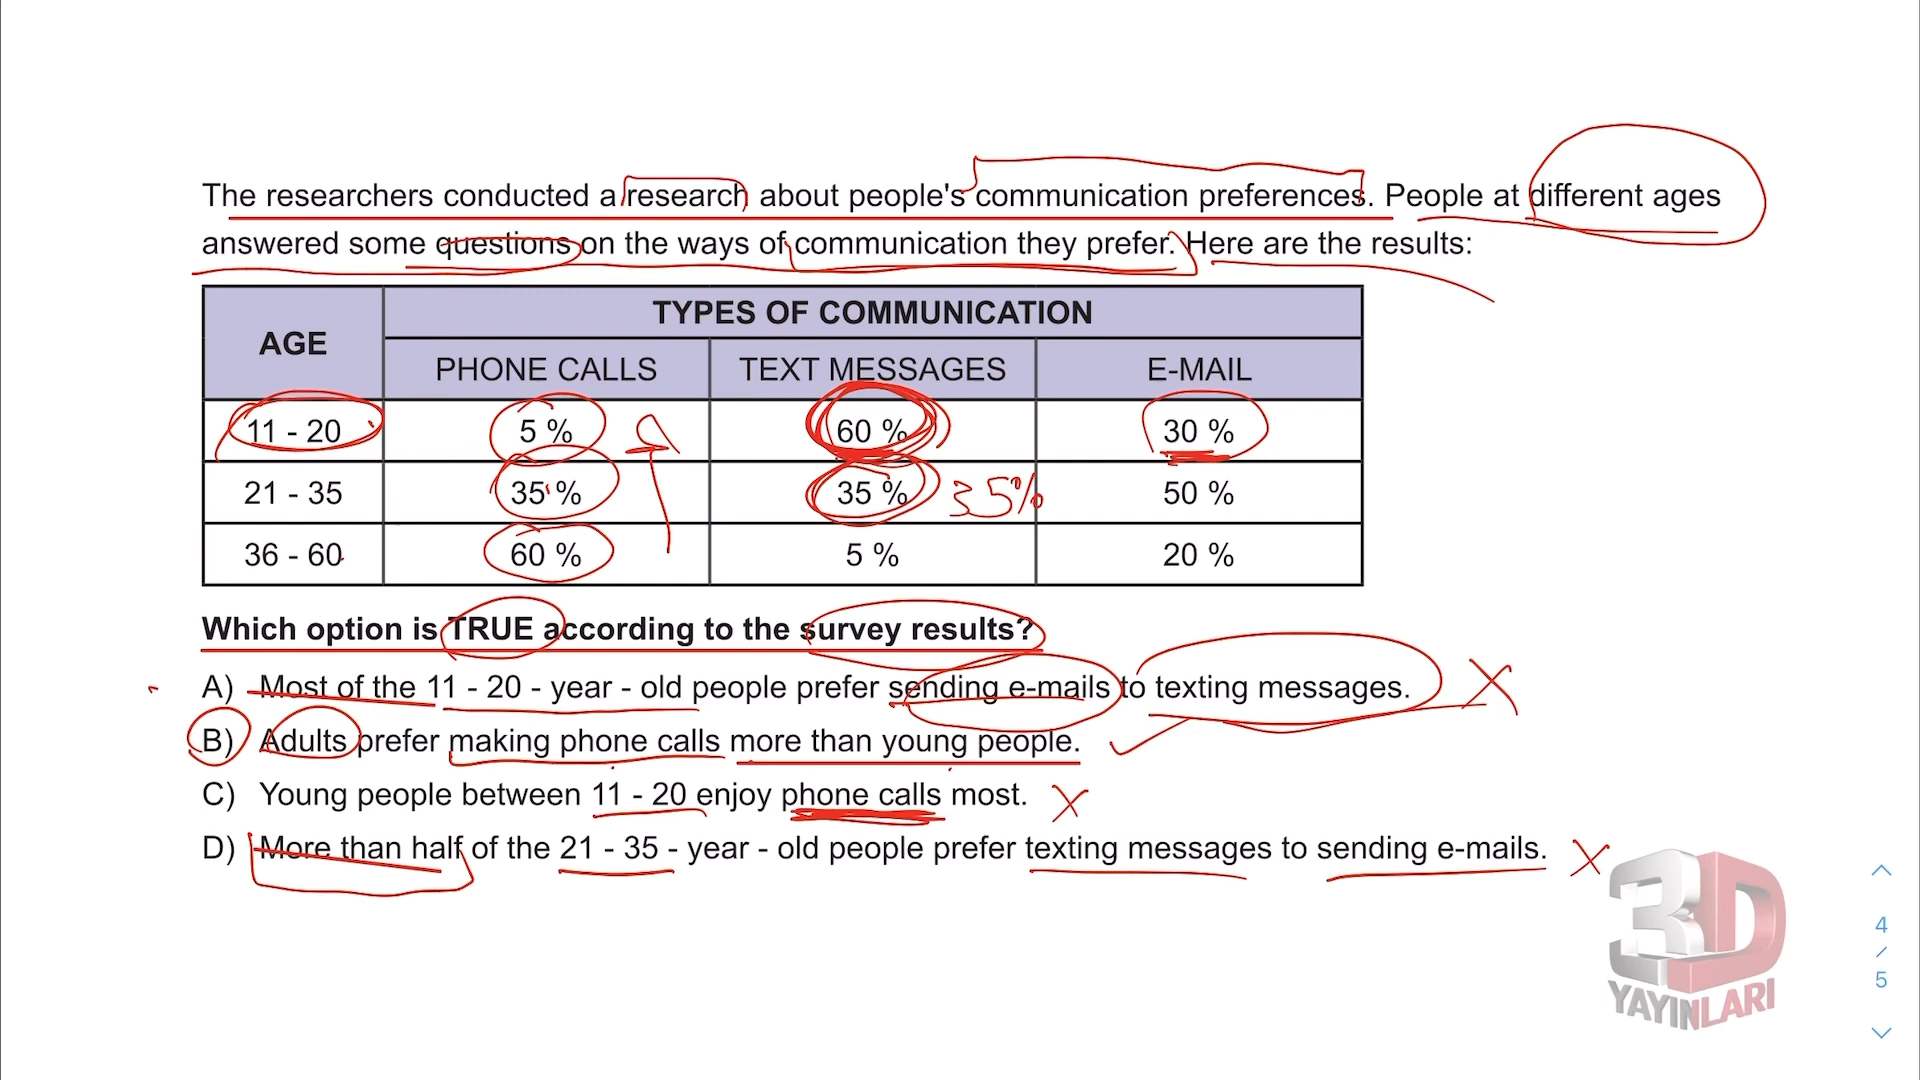 The researchers conducted a research about people's communication preferences. People at different ages
answered some questions on the ways of communication they prefer. Here are the results:
AGE TYPES OF COMMUNICATION
PHONE CALLS TEXT MESSAGES E-MAIL
11 - 20 5 % 60 % 30 %
21 - 35 35 % 35 % 35% 50 %
36 - 60 60 % 5 % 20 %
Which option is TRUE according to the survey results?
A) Most of the 11 - 20 - year - old people prefer sending e-mails to texting messages.
B) Adults prefer making phone calls more than young people.
C) Young people between 11 - 20 enjoy phone calls most.
D) More than half of the 21 - 35 - year - old people prefer texting messages to sending e-mails.
3D
YAYINLARI
4
/
5